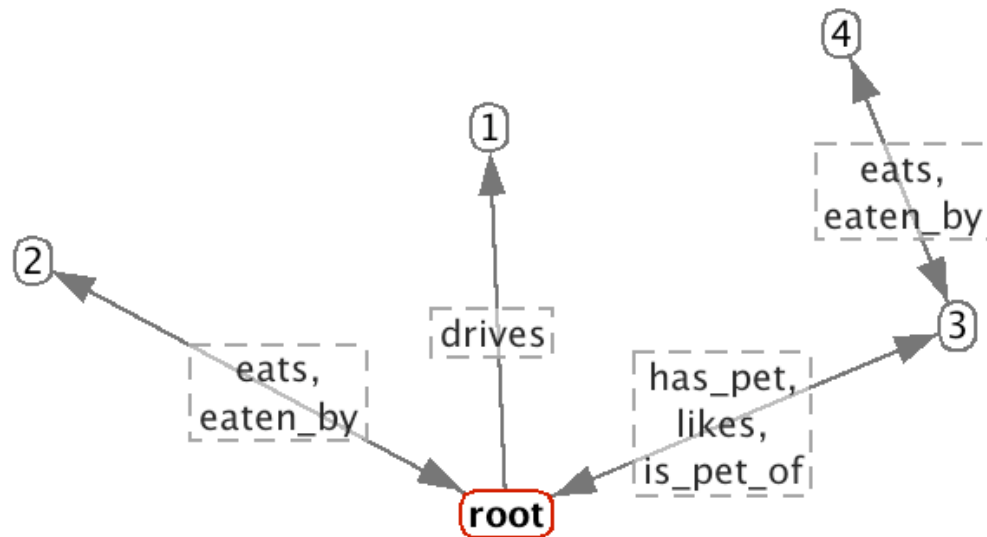 4
1
eats,
eaten_by
2
3
drives
eats,
eaten_by
has_pet,
likes,
is_pet_of
root